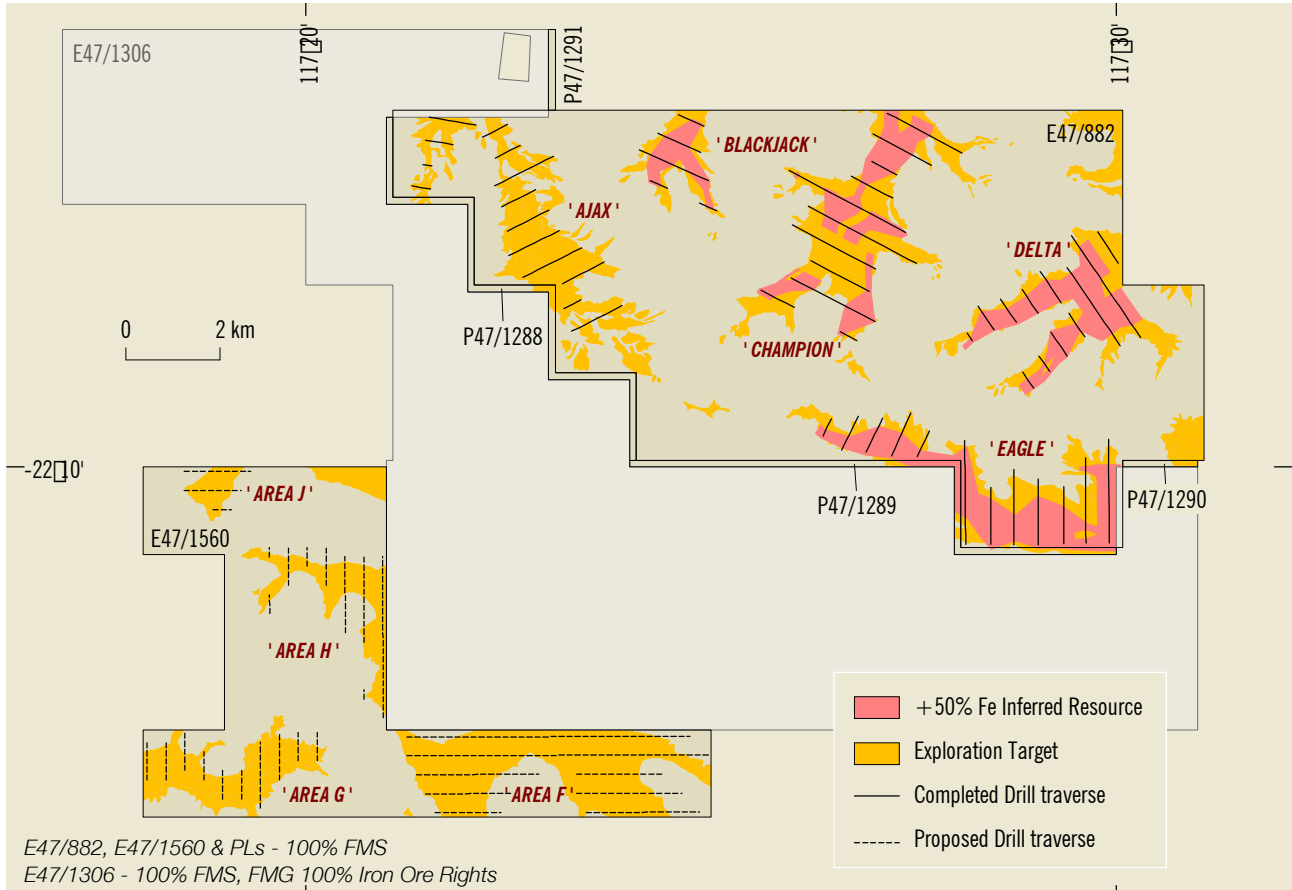 E47/1306
117 20'
P47/1291
117 30'
E47/882
' BLACKJACK '
' AJAX '
' DELTA '
0 2 km
P47/1288
' CHAMPION '
' EAGLE '
-22 10'
' AREA J '
P47/1289
P47/1290
E47/1560
' AREA H '
' AREA G '
' AREA F '
+50% Fe Inferred Resource
Exploration Target
Completed Drill traverse
Proposed Drill traverse
E47/882, E47/1560 & PLs - 100% FMS
E47/1306 - 100% FMS, FMG 100% Iron Ore Rights